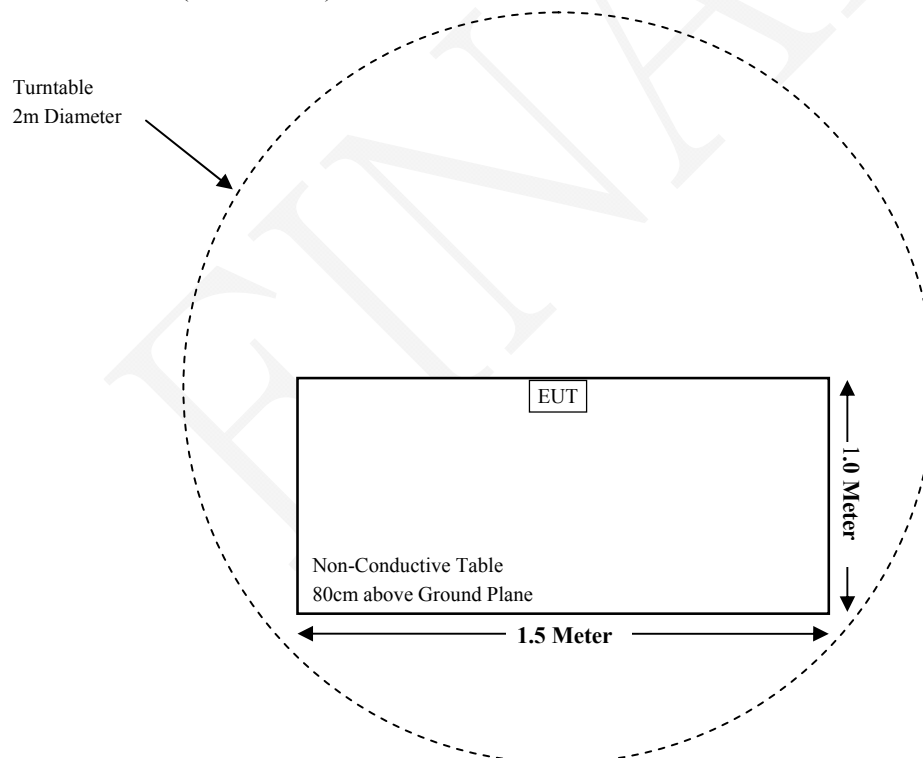 Turntable
2m Diameter
EUT
1.0 Meter
Non-Conductive Table
80cm above Ground Plane
1.5 Meter